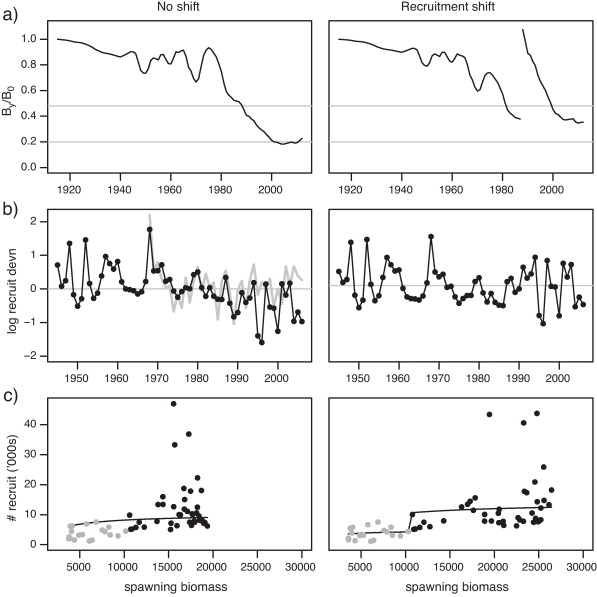 No shift
Recruitment shift
a)
By/B0
1.0
0.8
0.6
0.4
0.2
0.0
1920 1940 1960 1980 2000
1920 1940 1960 1980 2000
b)
log recruit devn
2
1
0
−1
−2
1950 1960 1970 1980 1990 2000
1950 1960 1970 1980 1990 2000
c)
# recruit ('000s)
40
30
20
10
0
5000 10000 15000 20000 25000 30000
5000 10000 15000 20000 25000 30000
spawning biomass
spawning biomass